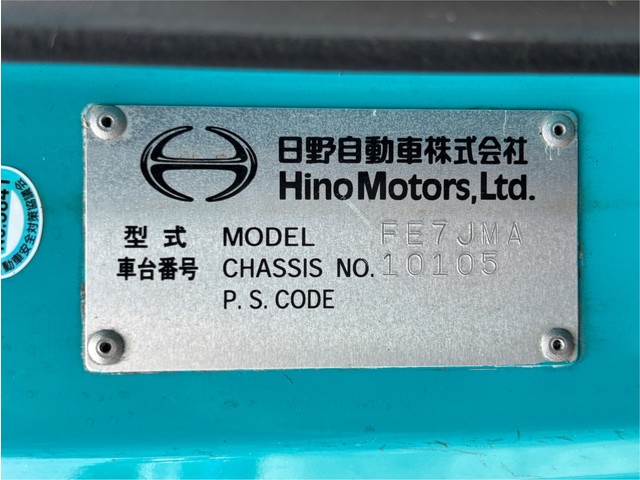 日野自動車株式会社
Hino Motors, Ltd.
型式 MODEL FE7JMA
車台番号 CHASSIS NO. 10105
P. S. CODE